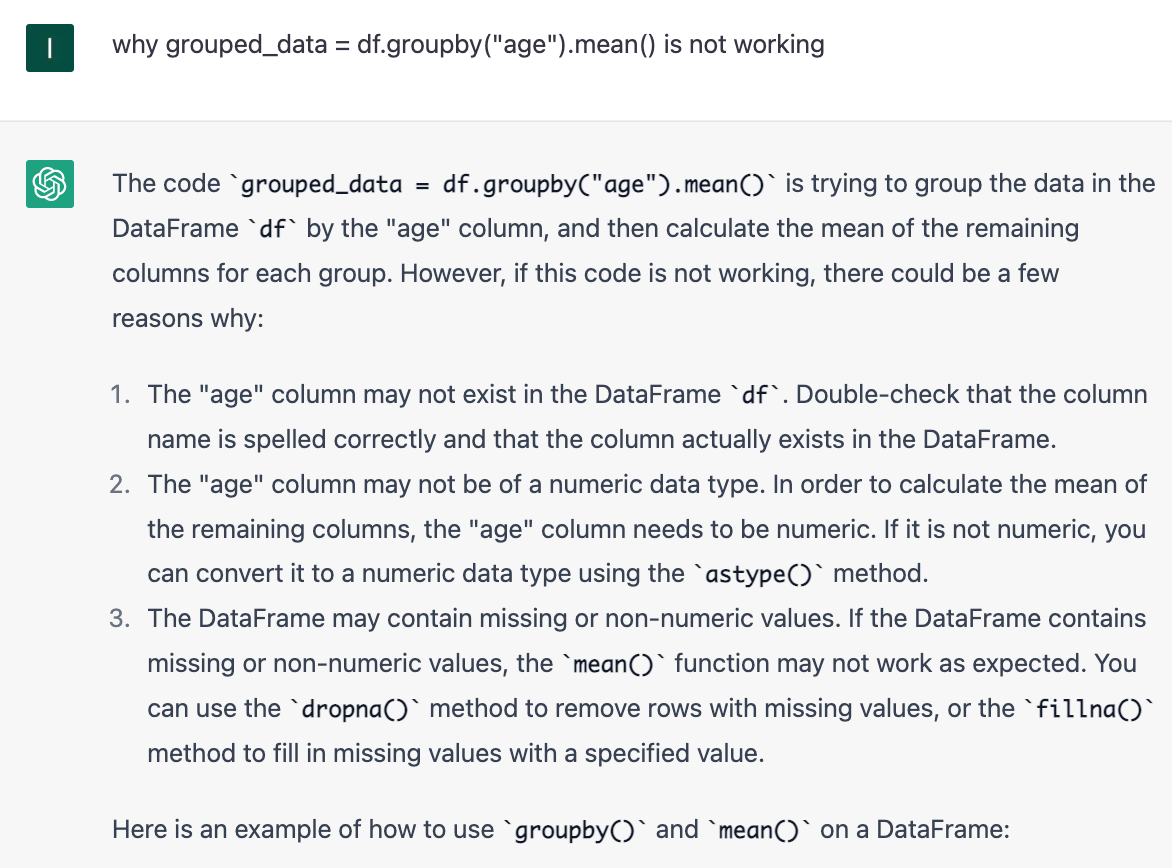 I
why grouped_data = df.groupby("age").mean() is not working
The code `grouped_data = df.groupby("age").mean()` is trying to group the data in the
DataFrame `df` by the "age" column, and then calculate the mean of the remaining
columns for each group. However, if this code is not working, there could be a few
reasons why:
1. The "age" column may not exist in the DataFrame `df`. Double-check that the column
name is spelled correctly and that the column actually exists in the DataFrame.
2. The "age" column may not be of a numeric data type. In order to calculate the mean of
the remaining columns, the "age" column needs to be numeric. If it is not numeric, you
can convert it to a numeric data type using the `astype()` method.
3. The DataFrame may contain missing or non-numeric values. If the DataFrame contains
missing or non-numeric values, the `mean()` function may not work as expected. You
can use the `dropna()` method to remove rows with missing values, or the `fillna()`
method to fill in missing values with a specified value.
Here is an example of how to use `groupby()` and `mean()` on a DataFrame: